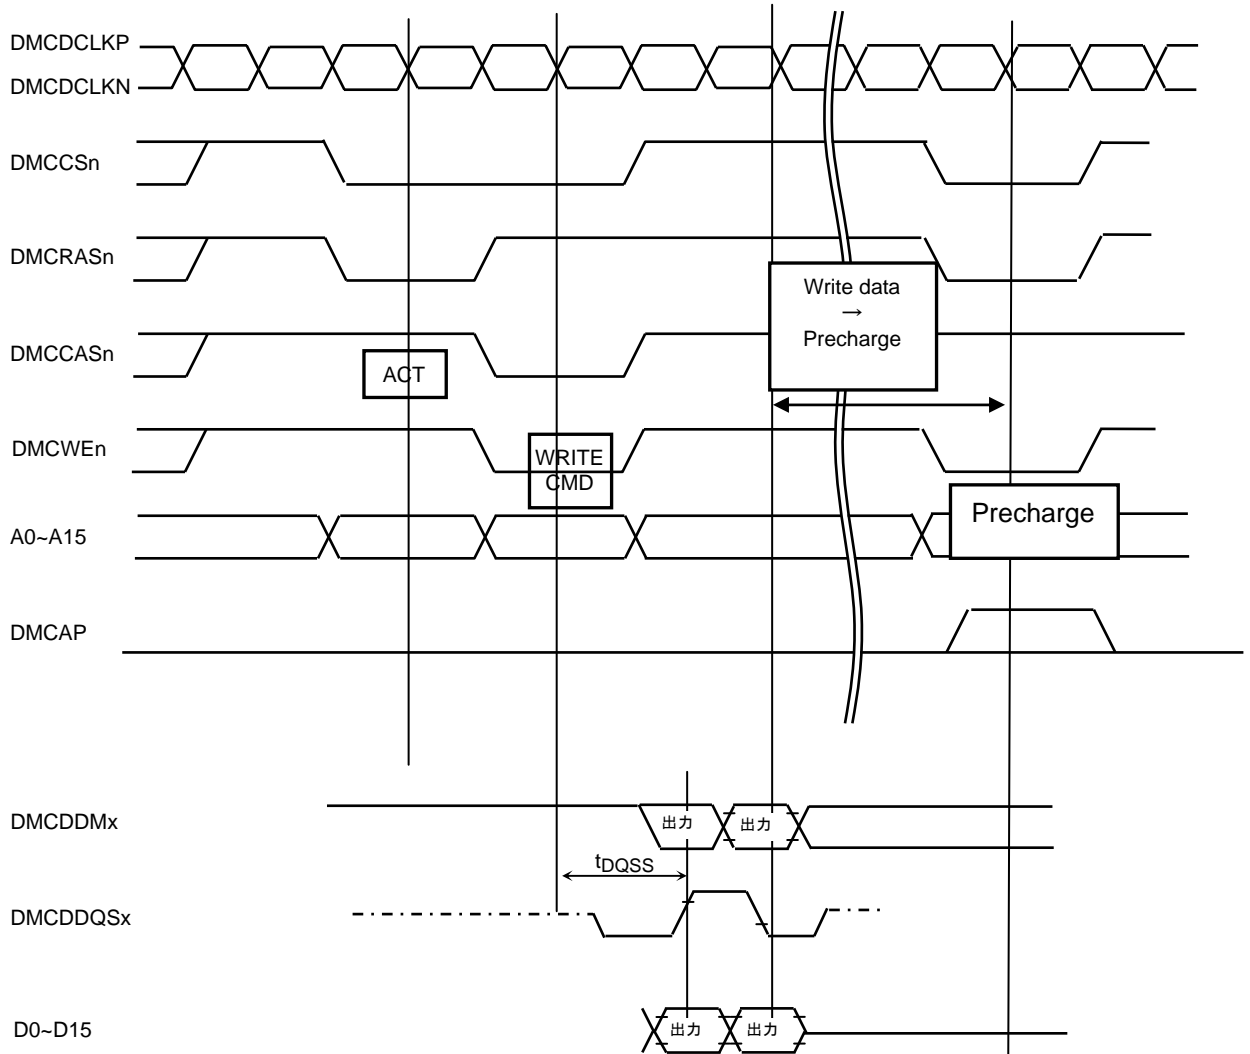 DMCDCLKP
DMCDCLKN
DMCCSn
DMCRASn
Write data
→
Precharge
DMCCASn
ACT
DMCWEn
WRITE
CMD
A0~A15
Precharge
DMCAP
DMCDDMx
出力
出力
tDQSS
DMCDDQSx
D0~D15
出力
出力